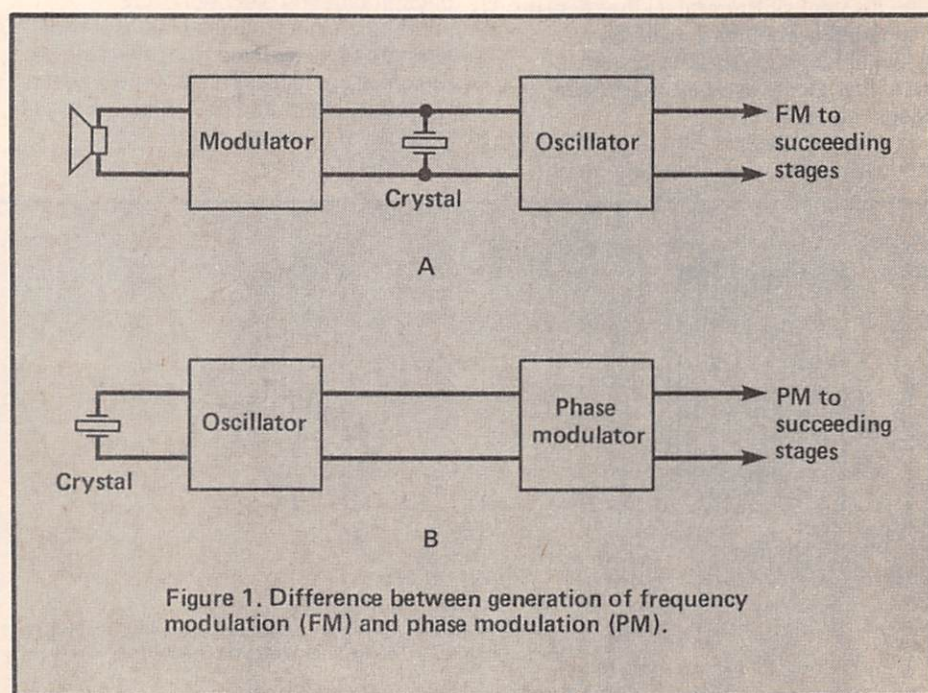 Modulator
Crystal
Oscillator
FM to
succeeding
stages
A
Crystal
Oscillator
Phase
modulator
PM to
succeeding
stages
B
Figure 1. Difference between generation of frequency
modulation (FM) and phase modulation (PM).